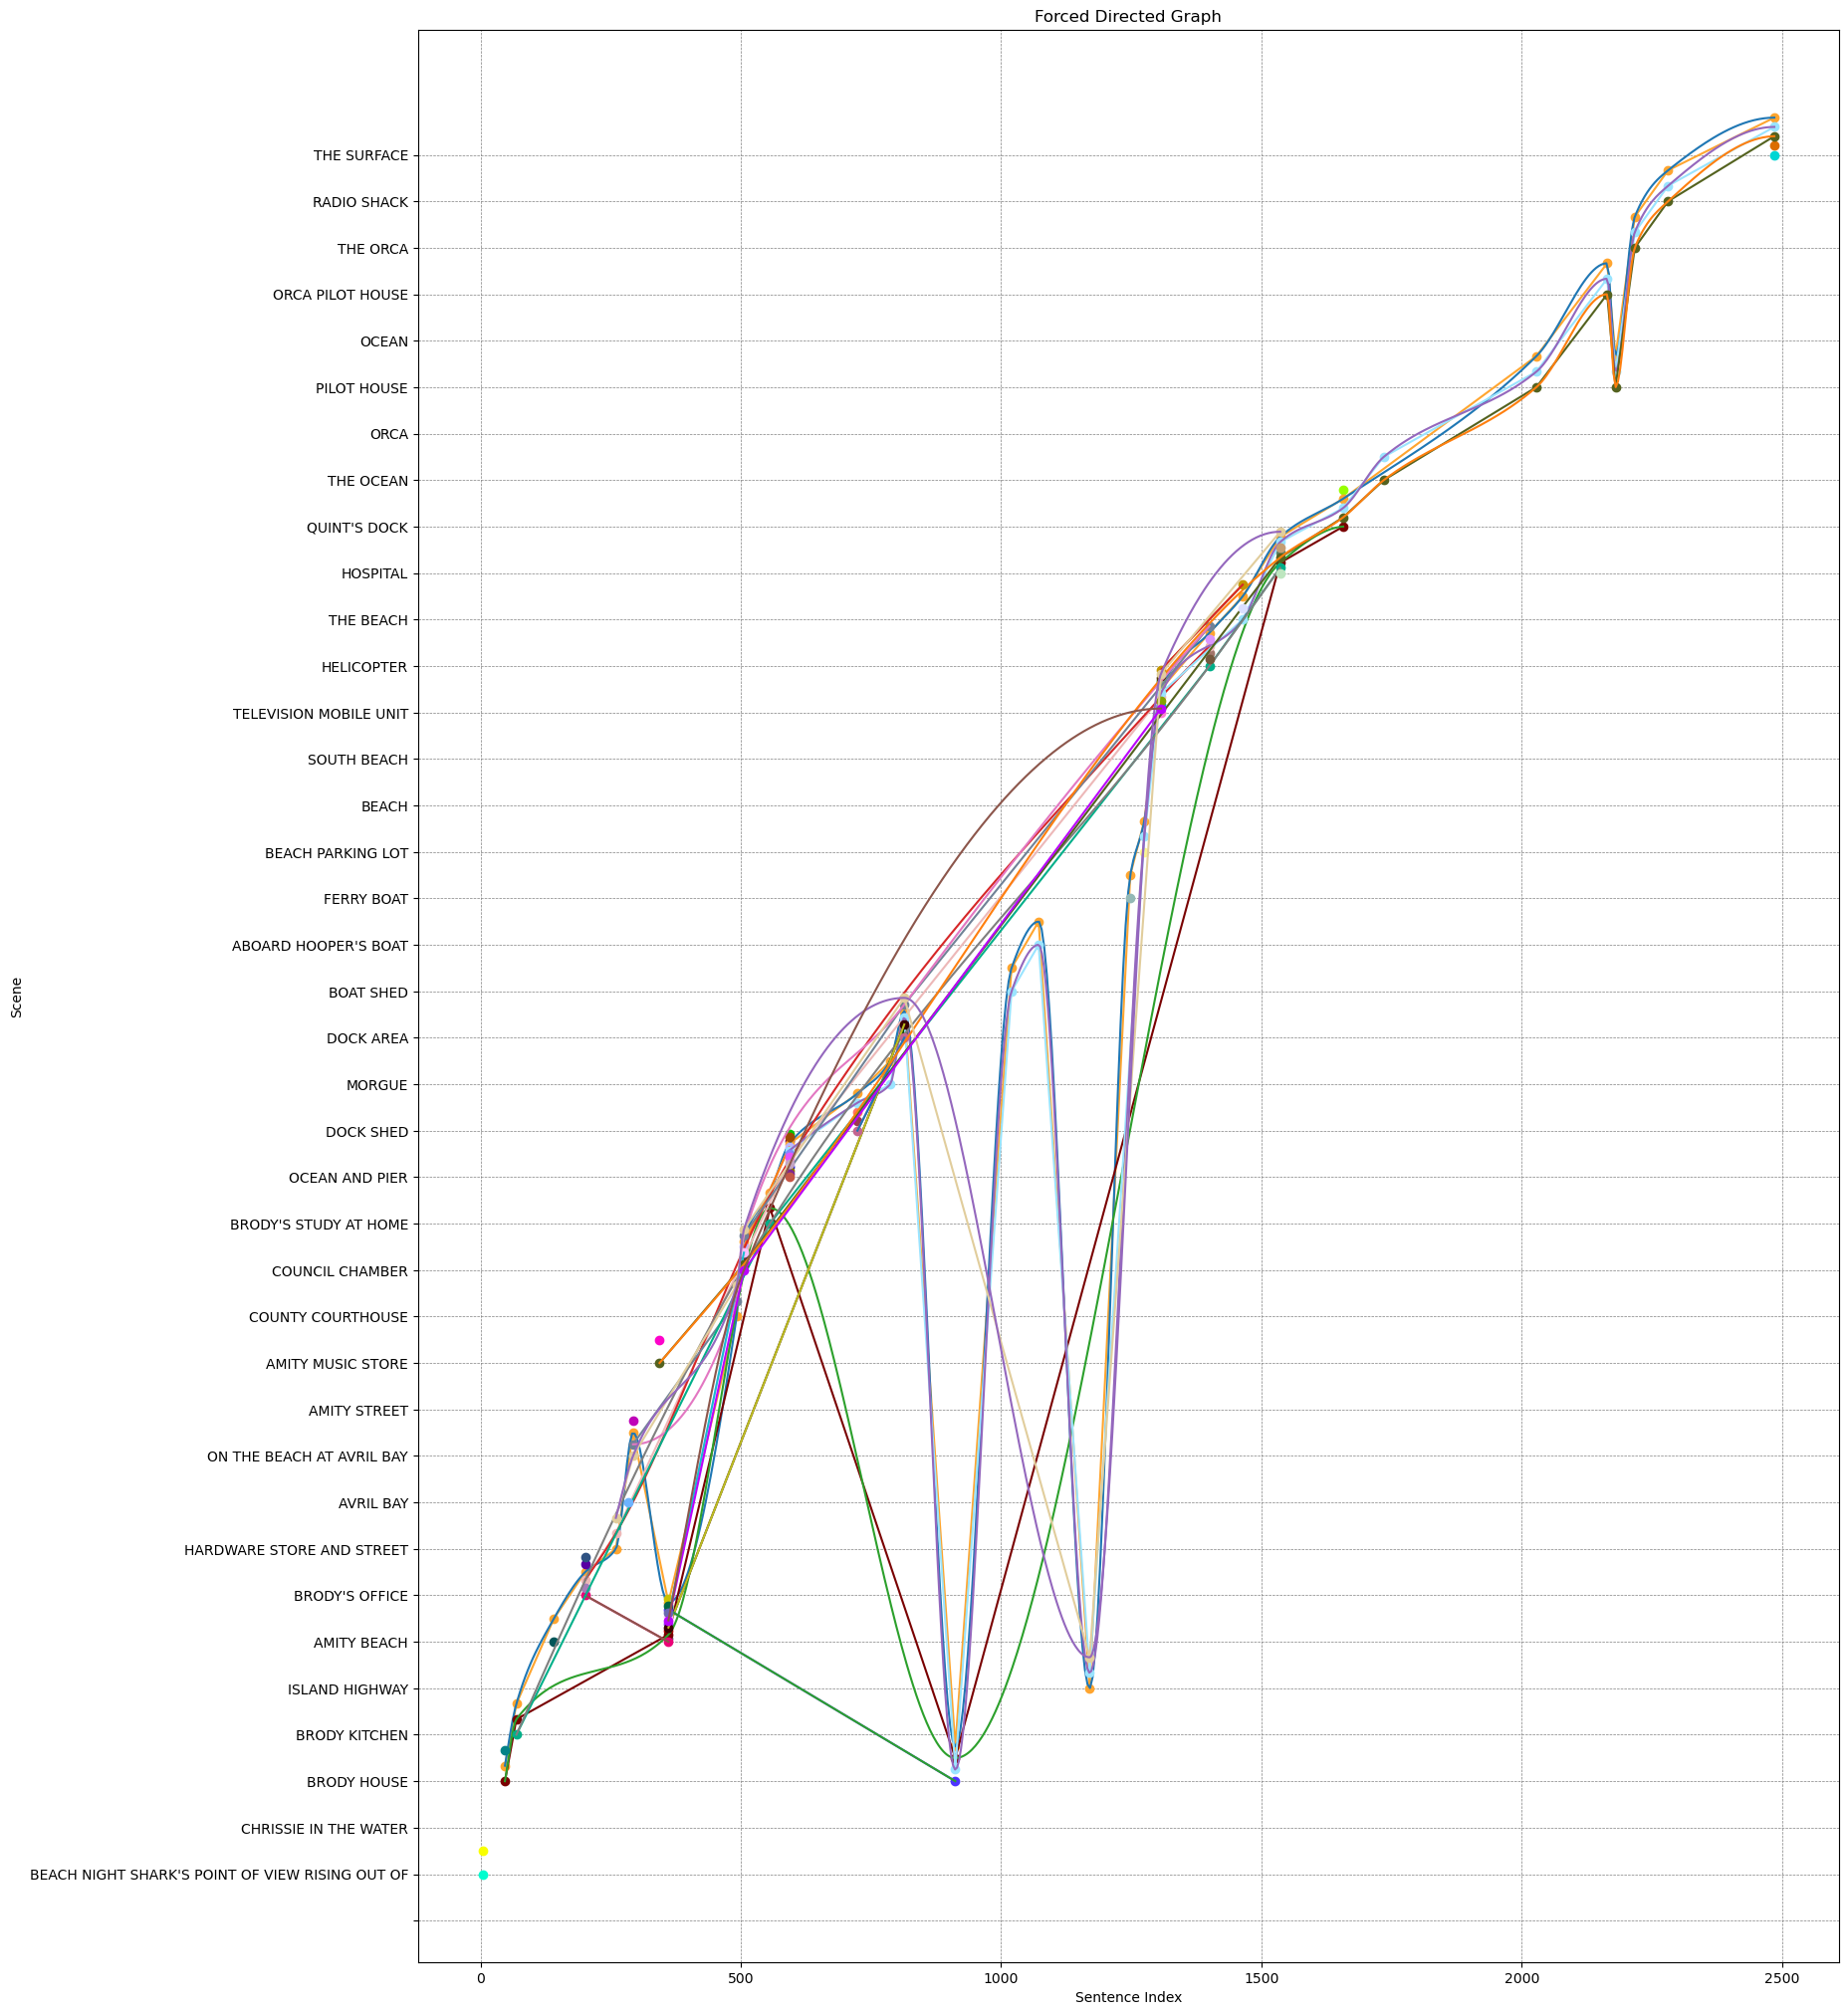 Forced Directed Graph
THE SURFACE
RADIO SHACK
THE ORCA
ORCA PILOT HOUSE
OCEAN
PILOT HOUSE
ORCA
THE OCEAN
QUINT'S DOCK
HOSPITAL
THE BEACH
HELICOPTER
TELEVISION MOBILE UNIT
SOUTH BEACH
BEACH
BEACH PARKING LOT
FERRY BOAT
ABOARD HOOPER'S BOAT
BOAT SHED
DOCK AREA
MORGUE
DOCK SHED
OCEAN AND PIER
BRODY'S STUDY AT HOME
COUNCIL CHAMBER
COUNTY COURTHOUSE
AMITY MUSIC STORE
AMITY STREET
ON THE BEACH AT AVRIL BAY
AVRIL BAY
HARDWARE STORE AND STREET
BRODY'S OFFICE
AMITY BEACH
ISLAND HIGHWAY
BRODY KITCHEN
BRODY HOUSE
CHRISSIE IN THE WATER
BEACH NIGHT SHARK'S POINT OF VIEW RISING OUT OF
Scene
0 500 1000 1500 2000 2500
Sentence Index